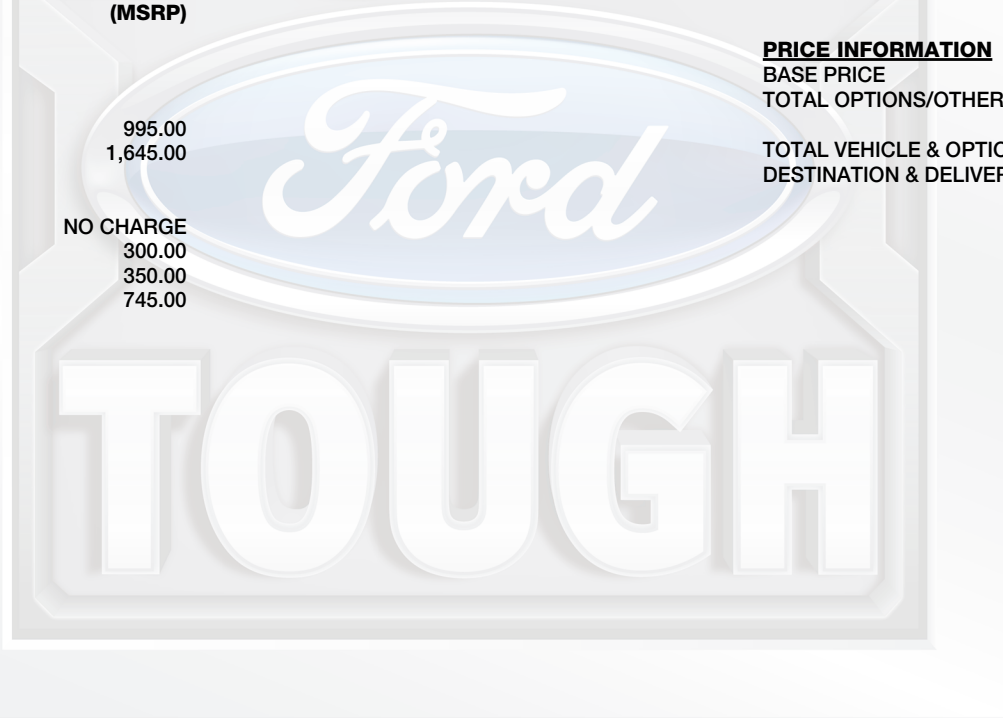 (MSRP)
995.00
1,645.00
NO CHARGE
300.00
350.00
745.00
PRICE INFORMATION
BASE PRICE
TOTAL OPTIONS/OTHER
TOTAL VEHICLE & OPTIO
DESTINATION & DELIVER
Ford
TOUGH